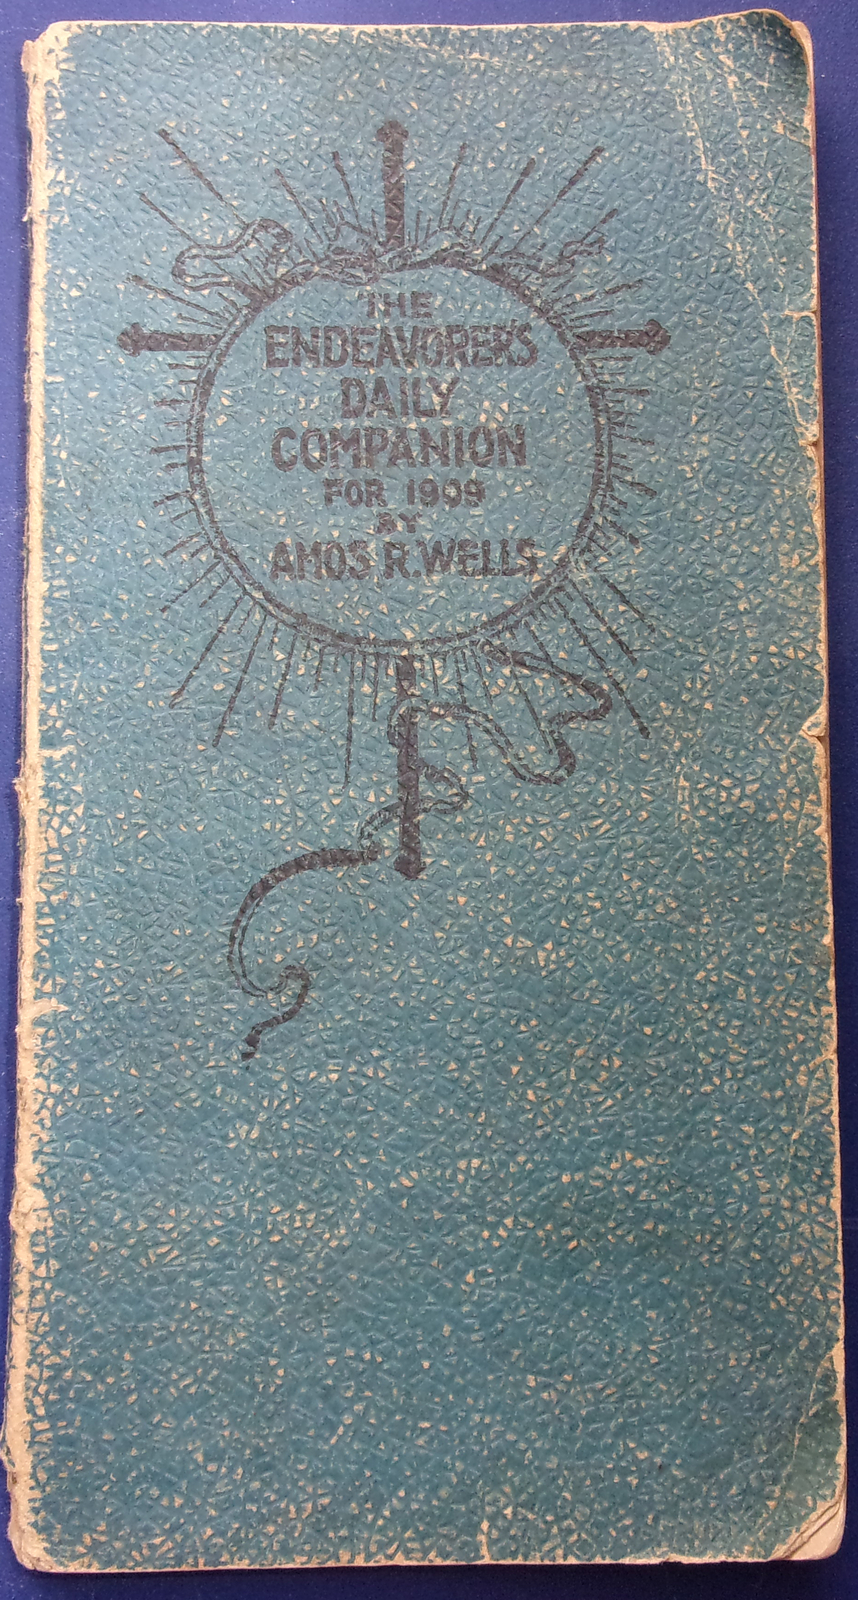 THE
ENDEAVORER'S
DAILY
COMPANION
FOR 1909
BY
AMOS R. WELLS